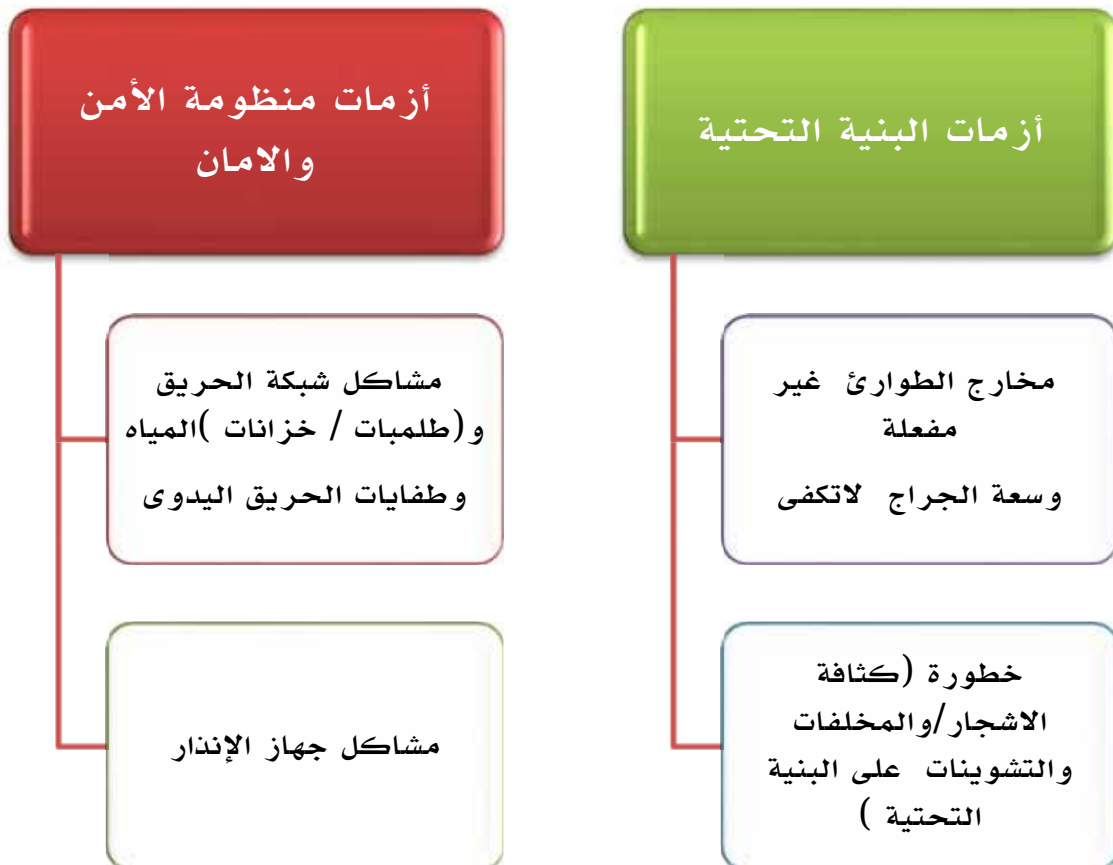 أزمات البنية التحتية
مخارج الطوارئ غير
مفعلة
وسعة الجراج لاتكفى
خطورة (كثافة
الاشجار/والمخلفات
والتشوينات على البنية
التحتية )
أزمات منظومة الأمن
والامان
مشاكل شبكة الحريق
و(طلمبات / خزانات )المياه
وطفايات الحريق اليدوى
مشاكل جهاز الإنذار